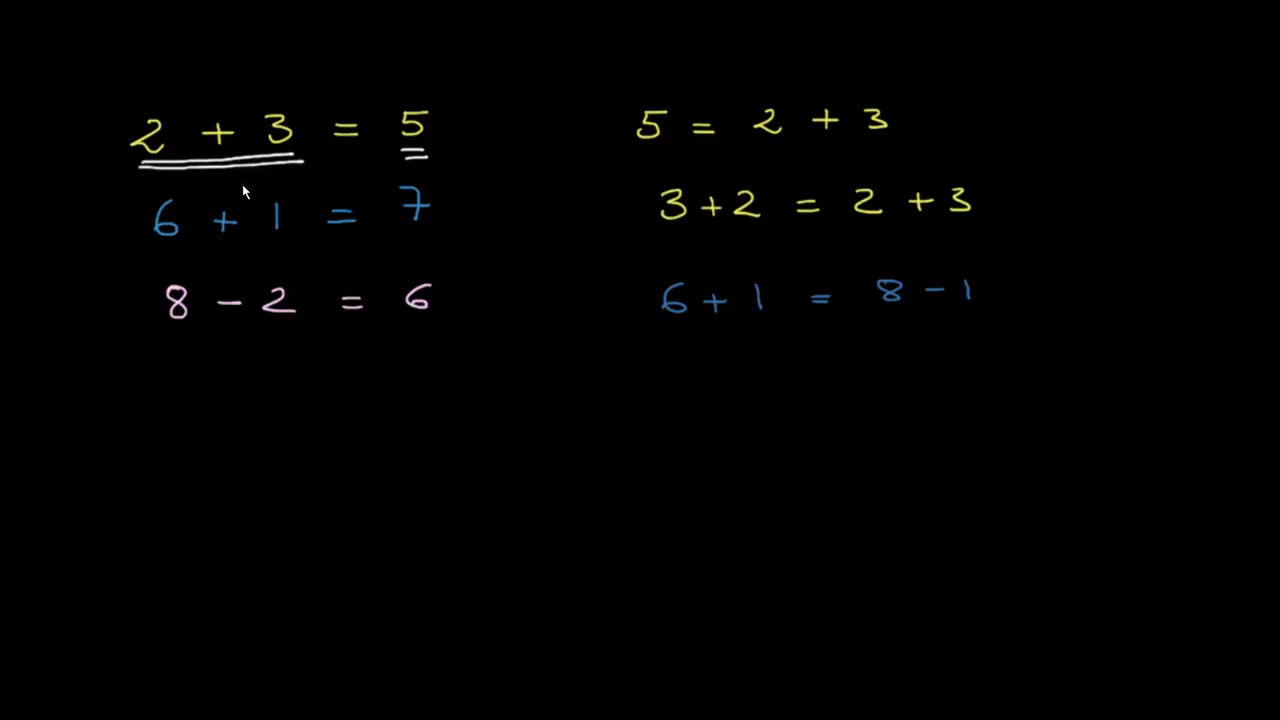 2 + 3 = 5
6 + 1 = 7
8 - 2 = 6
5 = 2 + 3
3 + 2 = 2 + 3
6 + 1 = 8 - 1